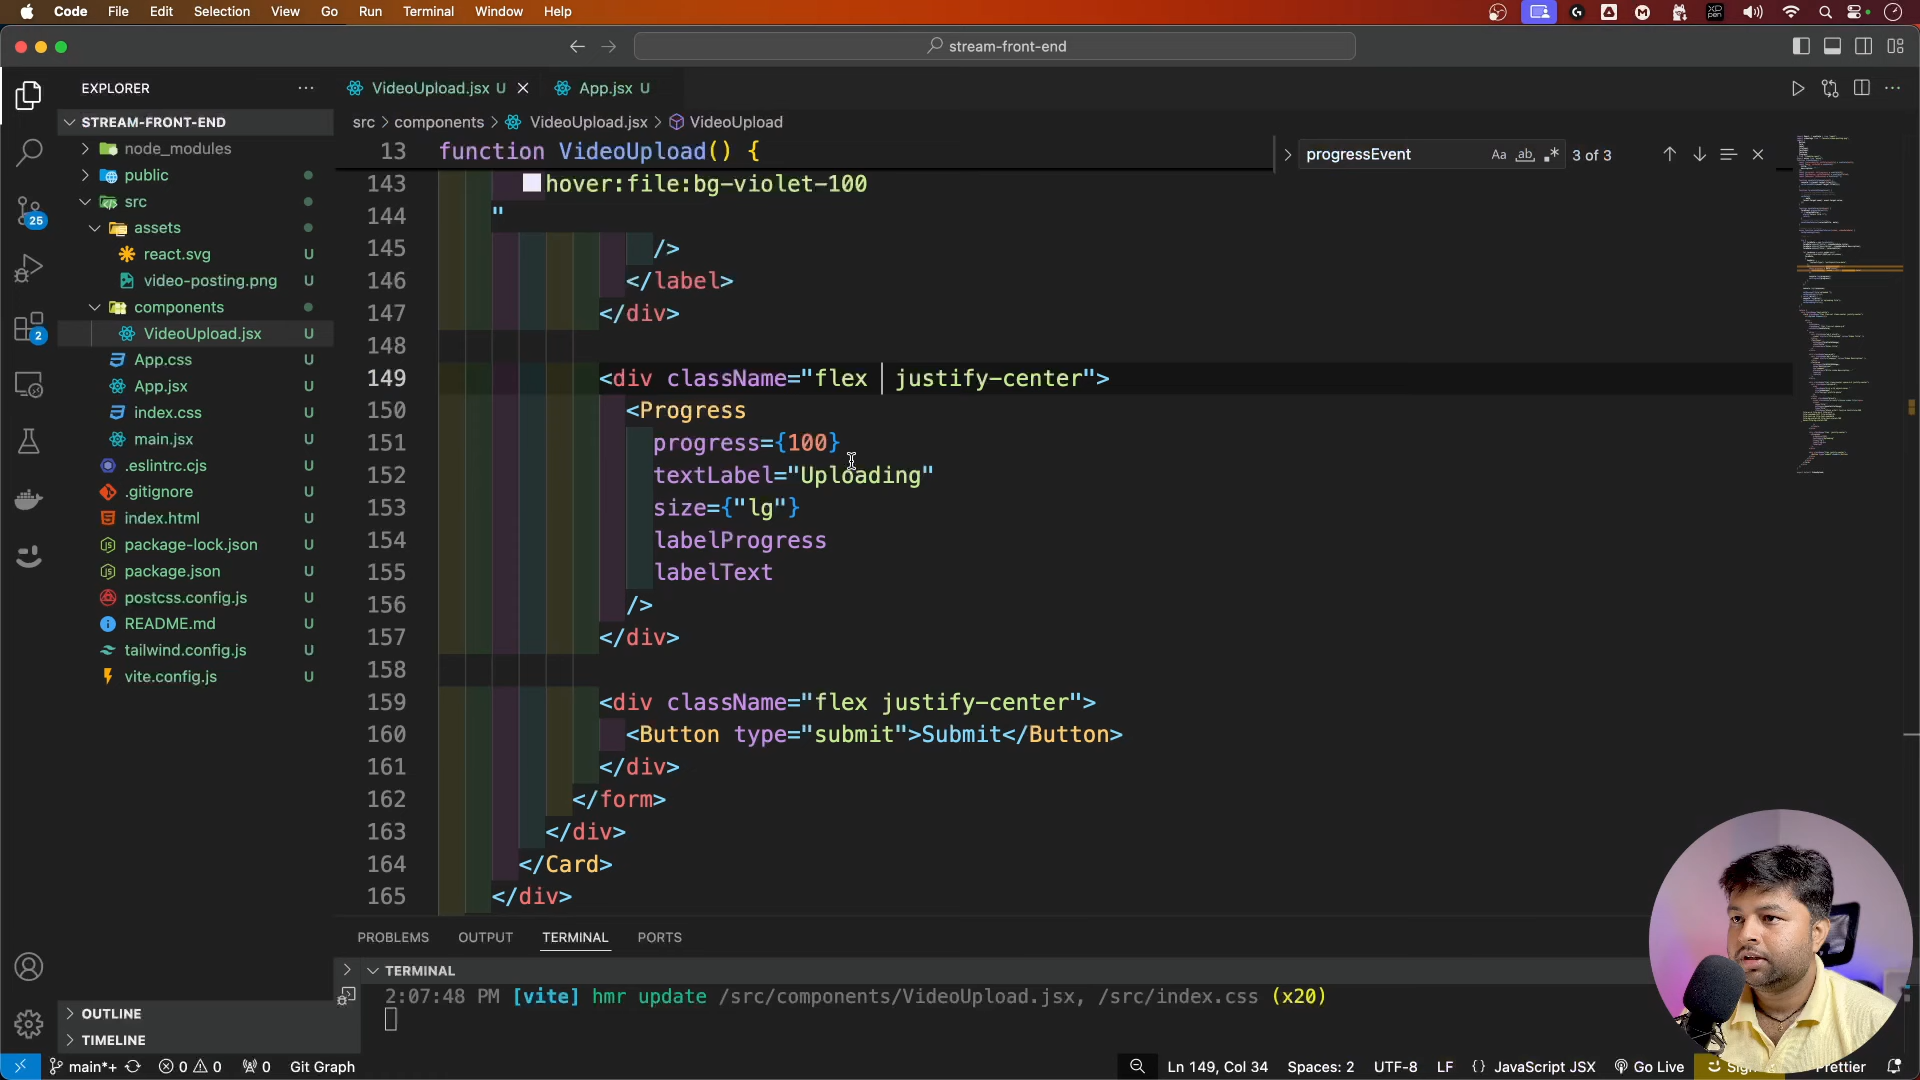 Code File Edit Selection View Go Run Terminal Window Help
stream-front-end
EXPLORER
STREAM-FRONT-END
node_modules
public
src
assets
react.svg U
video-posting.png U
components
VideoUpload.jsx U
App.css U
App.jsx U
index.css U
main.jsx U
.eslintrc.cjs U
.gitignore U
index.html U
package-lock.json U
package.json U
postcss.config.js U
README.md U
tailwind.config.js U
vite.config.js U
OUTLINE
TIMELINE
25
2
VideoUpload.jsx U
App.jsx U
src > components > VideoUpload.jsx > VideoUpload
progressEvent Aa ab 3 of 3
13 function VideoUpload() {
143 hover:file:bg-violet-100
144 "
145 />
146 </label>
147 </div>
148
149 <div className="flex  justify-center">
150 <Progress
151 progress={100}
152 textLabel="Uploading"
153 size={"lg"}
154 labelProgress
155 labelText
156 />
157 </div>
158
159 <div className="flex justify-center">
160 <Button type="submit">Submit</Button>
161 </div>
162 </form>
163 </div>
164 </Card>
165 </div>
PROBLEMS OUTPUT TERMINAL PORTS
TERMINAL
2:07:48 PM [vite] hmr update /src/components/VideoUpload.jsx, /src/index.css (x20)
main*+ 0 0 0 Git Graph
Ln 149, Col 34 Spaces: 2 UTF-8 LF {} JavaScript JSX Go Live Prettier